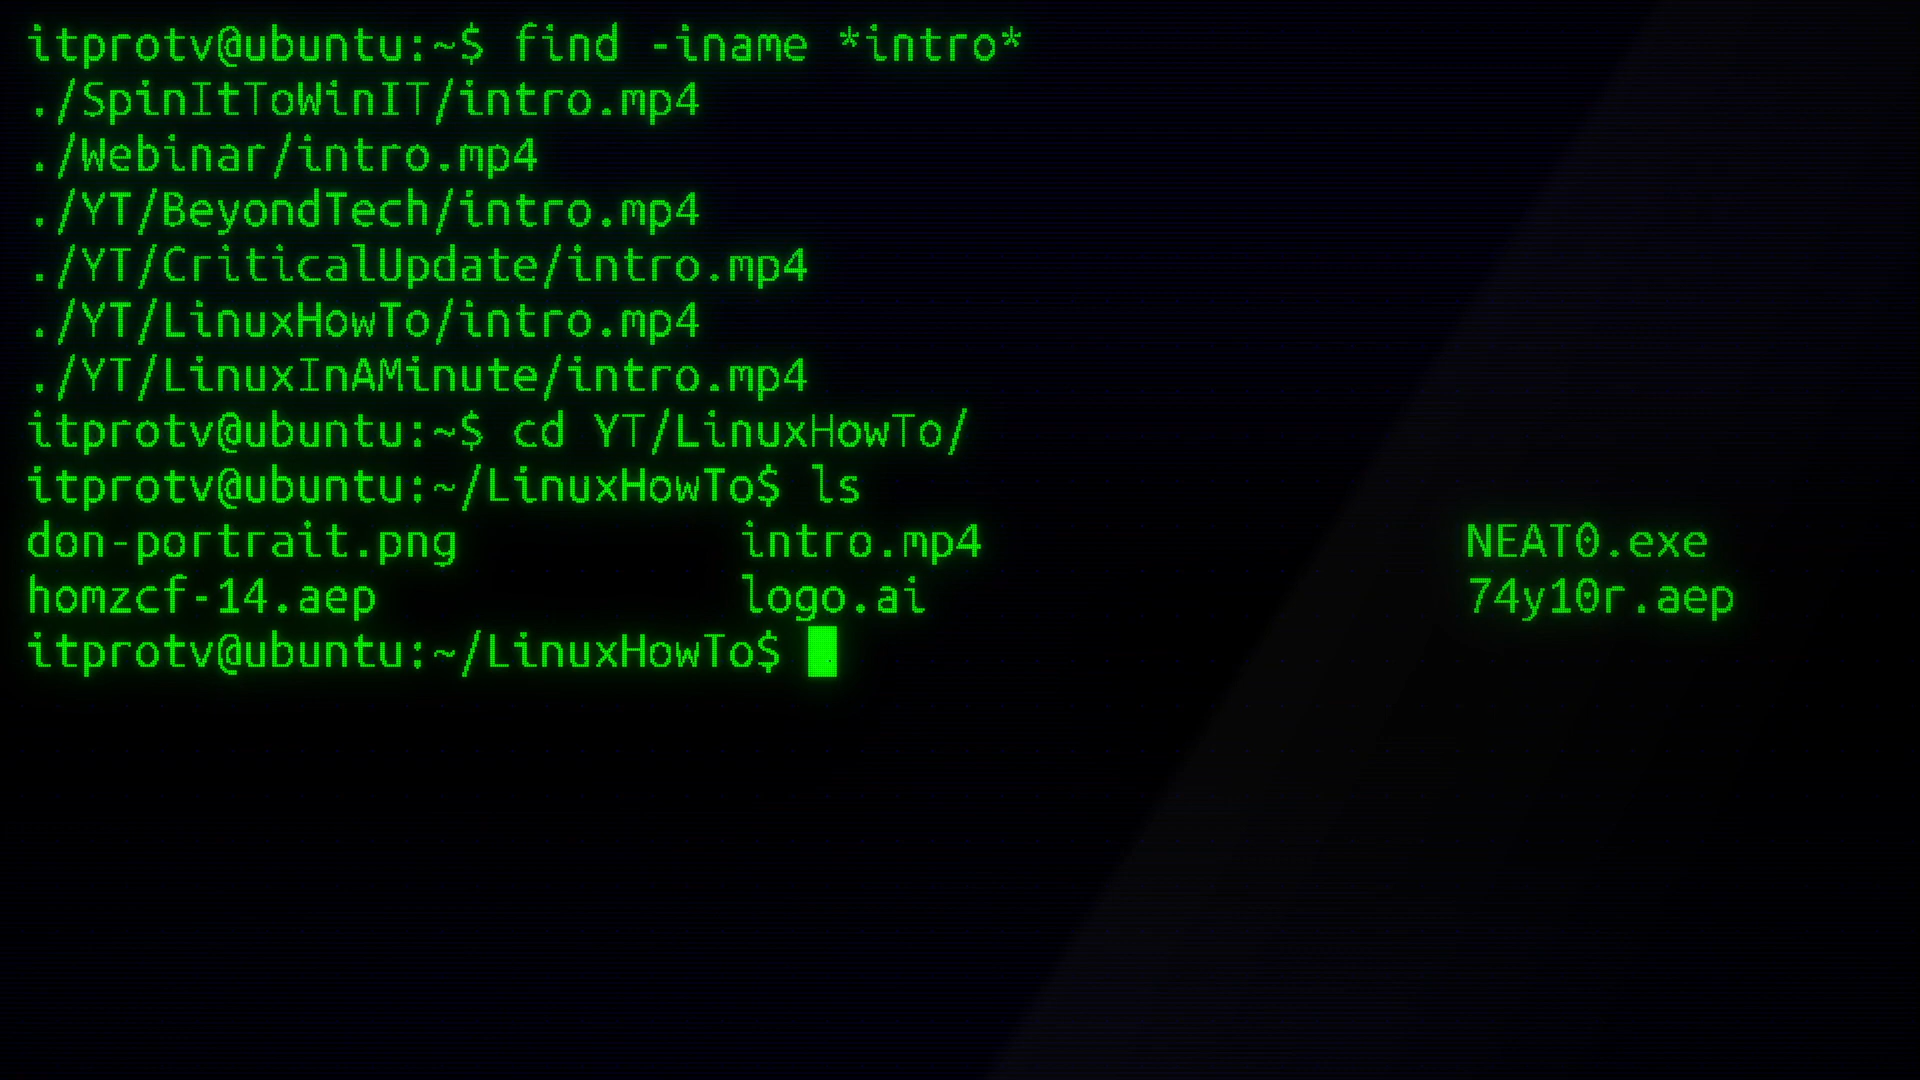 itprotv@ubuntu:~$ find -iname *intro*
./SpinItToWinIT/intro.mp4
./Webinar/intro.mp4
./YT/BeyondTech/intro.mp4
./YT/CriticalUpdate/intro.mp4
./YT/LinuxHowTo/intro.mp4
./YT/LinuxInAMinute/intro.mp4
itprotv@ubuntu:~$ cd YT/LinuxHowTo/
itprotv@ubuntu:~/LinuxHowTo$ ls
don-portrait.png intro.mp4 NEAT0.exe
homzcf-14.aep logo.ai 74y10r.aep
itprotv@ubuntu:~/LinuxHowTo$